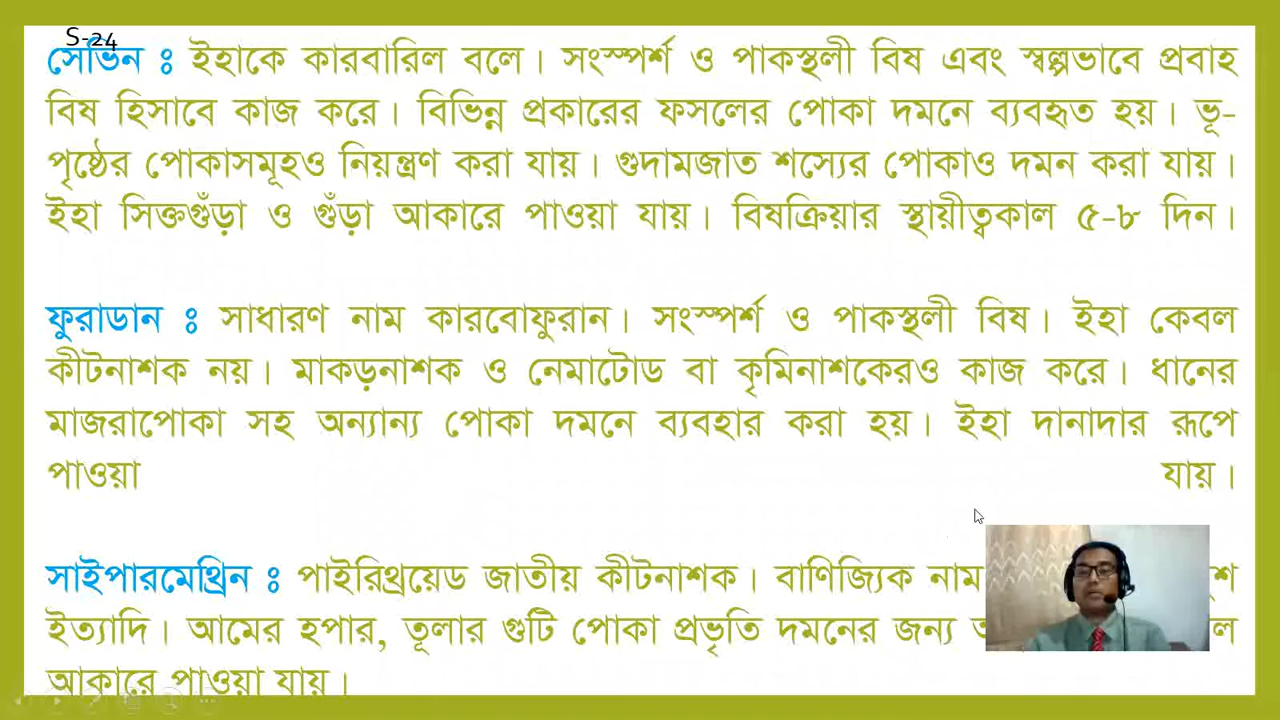 S-24
সেভিন ঃ ইহাকে কারবারিল বলে। সংস্পর্শ ও পাকস্থলী বিষ এবং স্বল্পভাবে প্রবাহ
বিষ হিসাবে কাজ করে। বিভিন্ন প্রকারের ফসলের পোকা দমনে ব্যবহৃত হয়। ভূ-
পৃষ্ঠের পোকাসমূহও নিয়ন্ত্রণ করা যায়। গুদামজাত শস্যের পোকাও দমন করা যায়।
ইহা সিক্তগুঁড়া ও গুঁড়া আকারে পাওয়া যায়। বিষক্রিয়ার স্থায়ীত্বকাল ৫-৮ দিন।
ফুরাডান ঃ সাধারণ নাম কারবোফুরান। সংস্পর্শ ও পাকস্থলী বিষ। ইহা কেবল
কীটনাশক নয়। মাকড়নাশক ও নেমাটোড বা কৃমিনাশকেরও কাজ করে। ধানের
মাজরাপোকা সহ অন্যান্য পোকা দমনে ব্যবহার করা হয়। ইহা দানাদার রূপে
পাওয়া যায়।
সাইপারমেথ্রিন ঃ পাইরিথ্রয়েড জাতীয় কীটনাশক। বাণিজ্যিক নাম
ইত্যাদি। আমের হপার, তূলার গুটি পোকা প্রভৃতি দমনের জন্য
আকারে পাওয়া যায়।